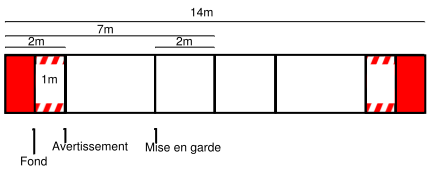 14m
7m
2m
2m
1m
Avertissement
Mise en garde
Fond